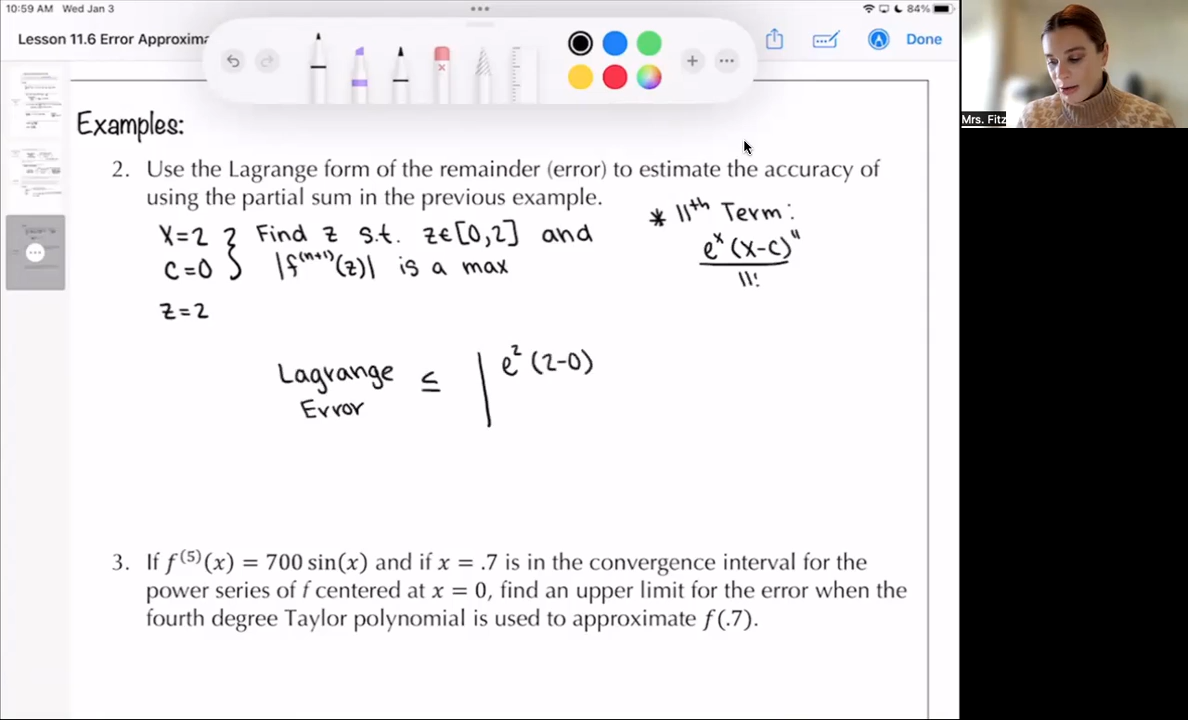 10:59 AM Wed Jan 3
84%
Lesson 11.6 Error Approxima
Done
Mrs. Fitz
Examples:
2. Use the Lagrange form of the remainder (error) to estimate the accuracy of
using the partial sum in the previous example.
x=2 } Find z s.t. z∈[0,2] and
c=0 } |f⁽ⁿ⁺¹⁾(z)| is a max
z=2
* 11th Term:
eˣ(x-c)¹¹
11!
Lagrange ≤ | e²(2-0)
Error
3. If f⁽⁵⁾(x) = 700 sin(x) and if x = .7 is in the convergence interval for the
power series of f centered at x = 0, find an upper limit for the error when the
fourth degree Taylor polynomial is used to approximate f(.7).